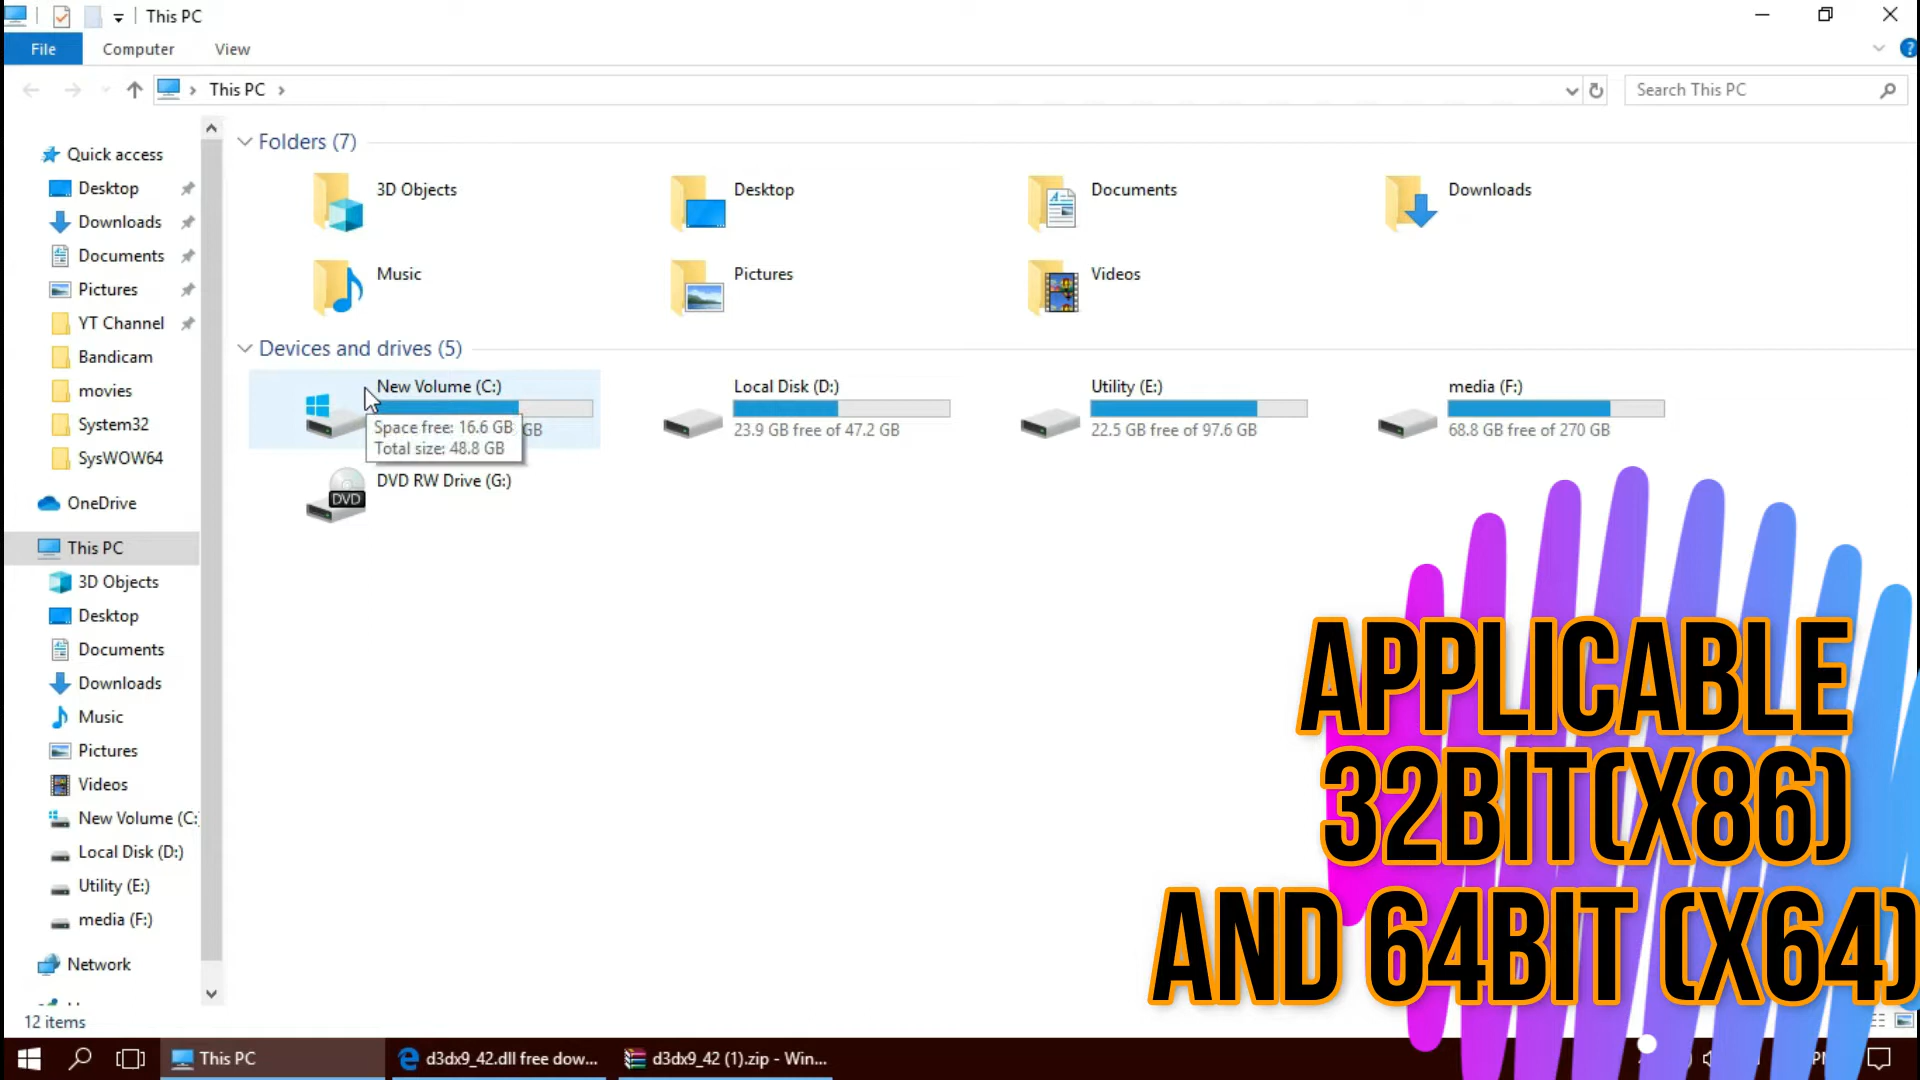 This PC
File
Computer
View
This PC
Search This PC
Quick access
Desktop
Downloads
Documents
Pictures
YT Channel
Bandicam
movies
System32
SysWOW64
OneDrive
This PC
3D Objects
Desktop
Documents
Downloads
Music
Pictures
Videos
New Volume (C:
Local Disk (D:)
Utility (E:)
media (F:)
Network
Folders (7)
3D Objects
Desktop
Documents
Downloads
Music
Pictures
Videos
Devices and drives (5)
New Volume (C:)
GB
Space free: 16.6 GB
Total size: 48.8 GB
Local Disk (D:)
23.9 GB free of 47.2 GB
Utility (E:)
22.5 GB free of 97.6 GB
media (F:)
68.8 GB free of 270 GB
DVD
DVD RW Drive (G:)
APPLICABLE
32BIT(X86)
AND 64BIT (X64)
12 items
This PC
d3dx9_42.dll free dow...
d3dx9_42 (1).zip - Win...